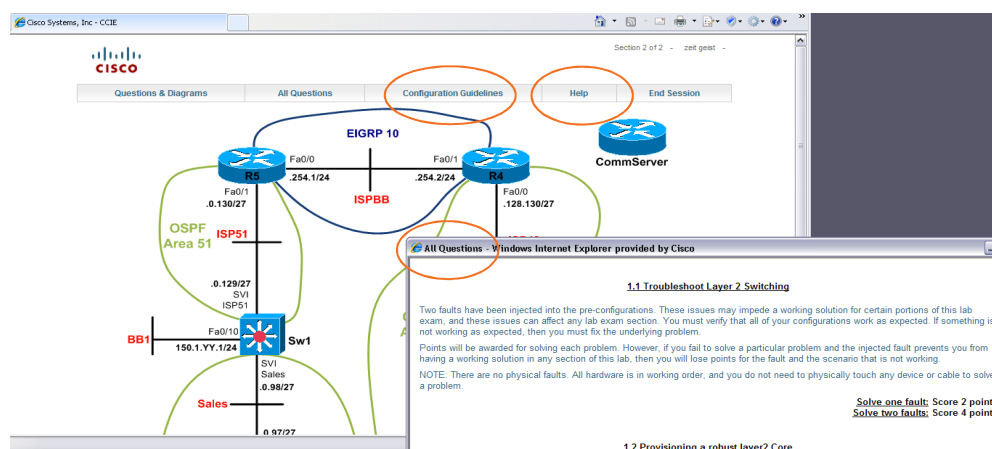 Cisco Systems, Inc - CCIE
Section 2 of 2 - zeit geist -
CISCO
Questions & Diagrams
All Questions
Configuration Guidelines
Help
End Session
EIGRP 10
CommServer
Fa0/0
Fa0/1
R5
.254.1/24
.254.2/24
R4
ISPBB
Fa0/1
.0.130/27
Fa0/0
.128.130/27
OSPF
Area 51
ISP51
.0.129/27
SVI
ISP51
BB1
Fa0/10
150.1.YY.1/24
Sw1
SVI
Sales
.0.98/27
Sales
0.97/27
All Questions - Windows Internet Explorer provided by Cisco
1.1 Troubleshoot Layer 2 Switching
Two faults have been injected into the pre-configurations. These issues may impede a working solution for certain portions of this lab
exam, and these issues can affect any lab exam section. You must verify that all of your configurations work as expected. If something is
not working as expected, then you must fix the underlying problem.
Points will be awarded for solving each problem. However, if you fail to solve a particular problem and the injected fault prevents you from
having a working solution in any section of this lab, then you will lose points for the fault and the scenario that is not working.
NOTE: There are no physical faults. All hardware is in working order, and you do not need to physically touch any device or cable to solve
a problem.
Solve one fault: Score 2 point
Solve two faults: Score 4 point
1.2 Provisioning a robust layer2 Core